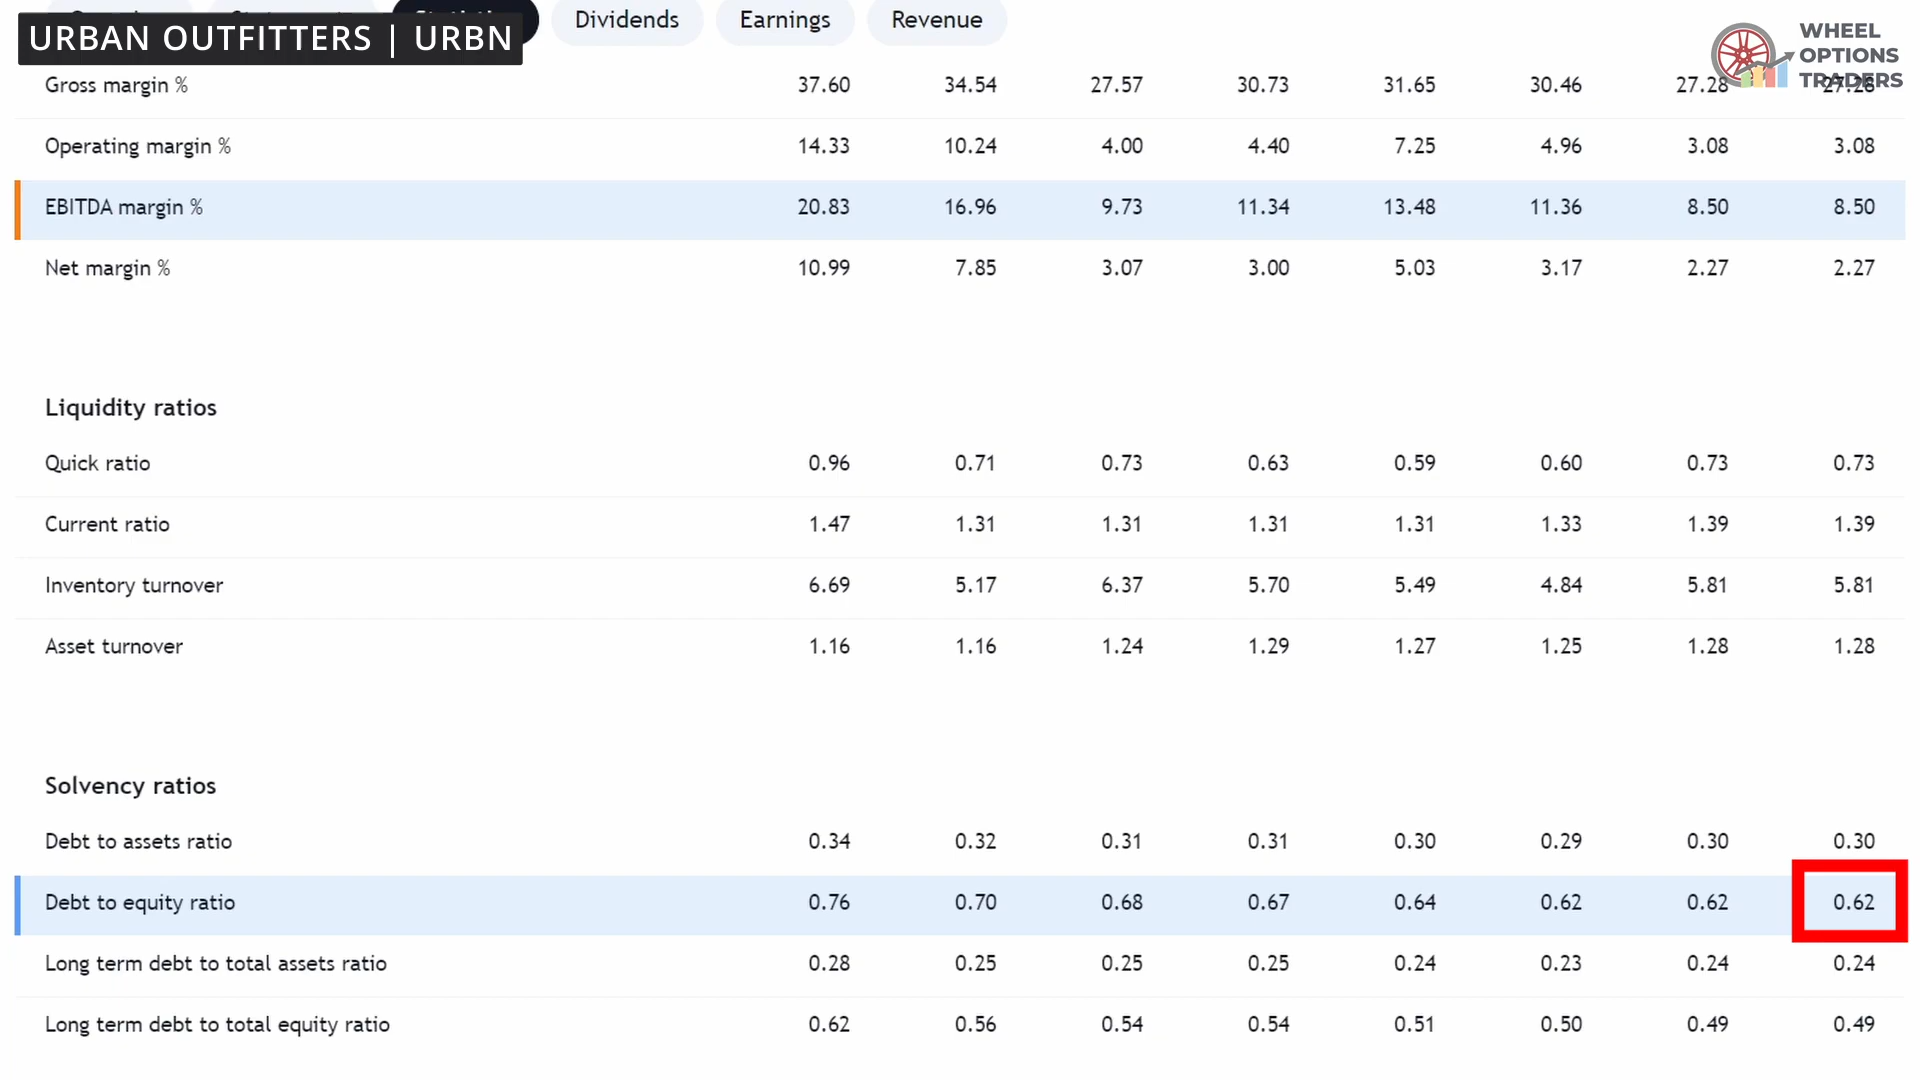 Dividends Earnings Revenue
URBAN OUTFITTERS | URBN
WHEEL
OPTIONS
TRADERS
Gross margin % 37.60 34.54 27.57 30.73 31.65 30.46 27.28 27.28
Operating margin % 14.33 10.24 4.00 4.40 7.25 4.96 3.08 3.08
EBITDA margin % 20.83 16.96 9.73 11.34 13.48 11.36 8.50 8.50
Net margin % 10.99 7.85 3.07 3.00 5.03 3.17 2.27 2.27
Liquidity ratios
Quick ratio 0.96 0.71 0.73 0.63 0.59 0.60 0.73 0.73
Current ratio 1.47 1.31 1.31 1.31 1.31 1.33 1.39 1.39
Inventory turnover 6.69 5.17 6.37 5.70 5.49 4.84 5.81 5.81
Asset turnover 1.16 1.16 1.24 1.29 1.27 1.25 1.28 1.28
Solvency ratios
Debt to assets ratio 0.34 0.32 0.31 0.31 0.30 0.29 0.30 0.30
Debt to equity ratio 0.76 0.70 0.68 0.67 0.64 0.62 0.62 0.62
Long term debt to total assets ratio 0.28 0.25 0.25 0.25 0.24 0.23 0.24 0.24
Long term debt to total equity ratio 0.62 0.56 0.54 0.54 0.51 0.50 0.49 0.49